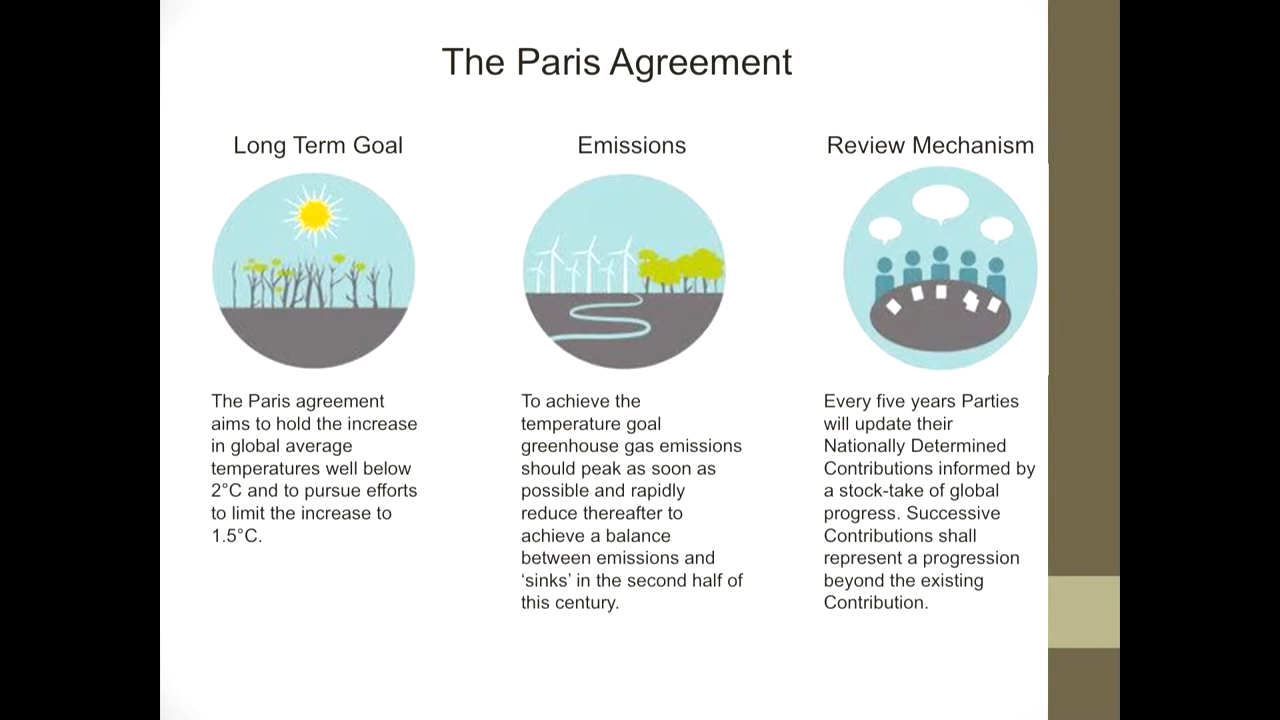 The Paris Agreement
Long Term Goal
The Paris agreement
aims to hold the increase
in global average
temperatures well below
2°C and to pursue efforts
to limit the increase to
1.5°C.
Emissions
To achieve the
temperature goal
greenhouse gas emissions
should peak as soon as
possible and rapidly
reduce thereafter to
achieve a balance
between emissions and
‘sinks’ in the second half of
this century.
Review Mechanism
Every five years Parties
will update their
Nationally Determined
Contributions informed by
a stock-take of global
progress. Successive
Contributions shall
represent a progression
beyond the existing
Contribution.